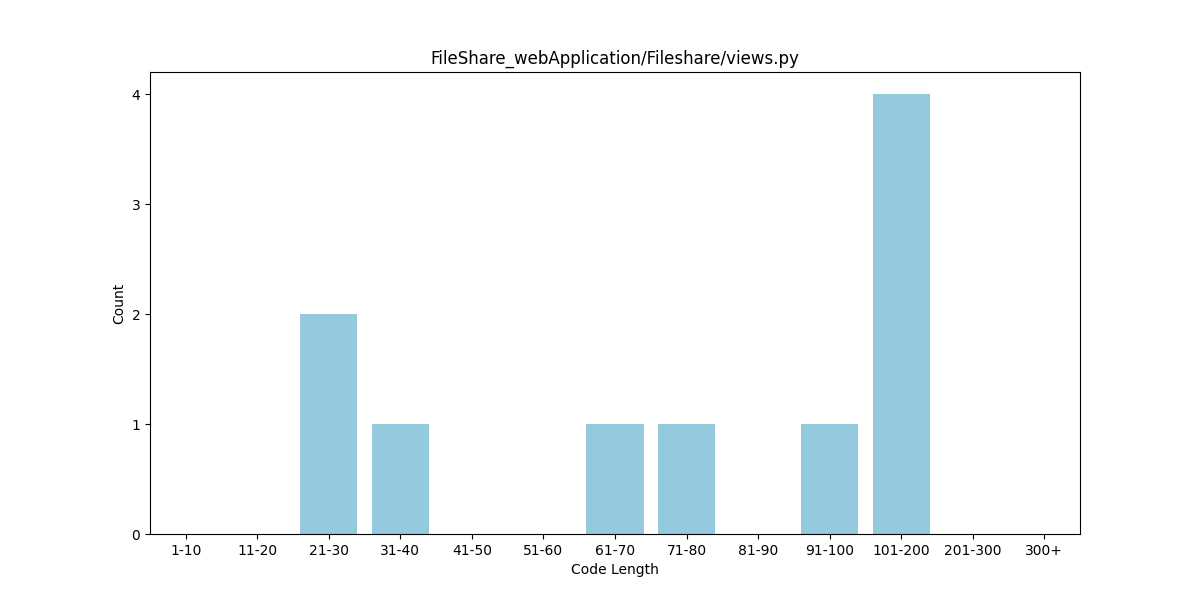 FileShare_webApplication/Fileshare/views.py
Count
4
3
2
1
0
1-10 11-20 21-30 31-40 41-50 51-60 61-70 71-80 81-90 91-100 101-200 201-300 300+
Code Length